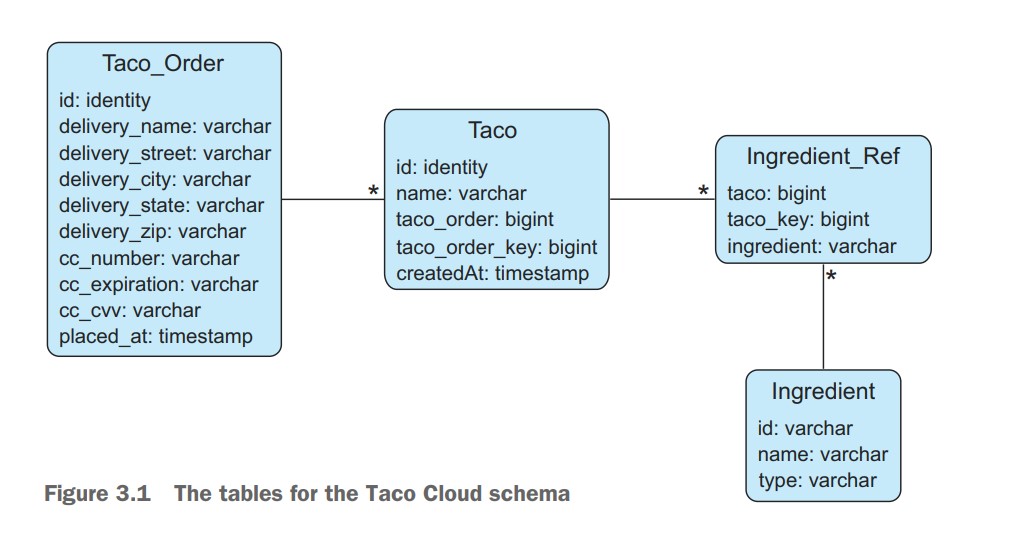 Taco_Order
id: identity
delivery_name: varchar
delivery_street: varchar
delivery_city: varchar
delivery_state: varchar
delivery_zip: varchar
cc_number: varchar
cc_expiration: varchar
cc_cvv: varchar
placed_at: timestamp
*
Taco
id: identity
name: varchar
taco_order: bigint
taco_order_key: bigint
createdAt: timestamp
*
Ingredient_Ref
taco: bigint
taco_key: bigint
ingredient: varchar
*
Ingredient
id: varchar
name: varchar
type: varchar
Figure 3.1 The tables for the Taco Cloud schema